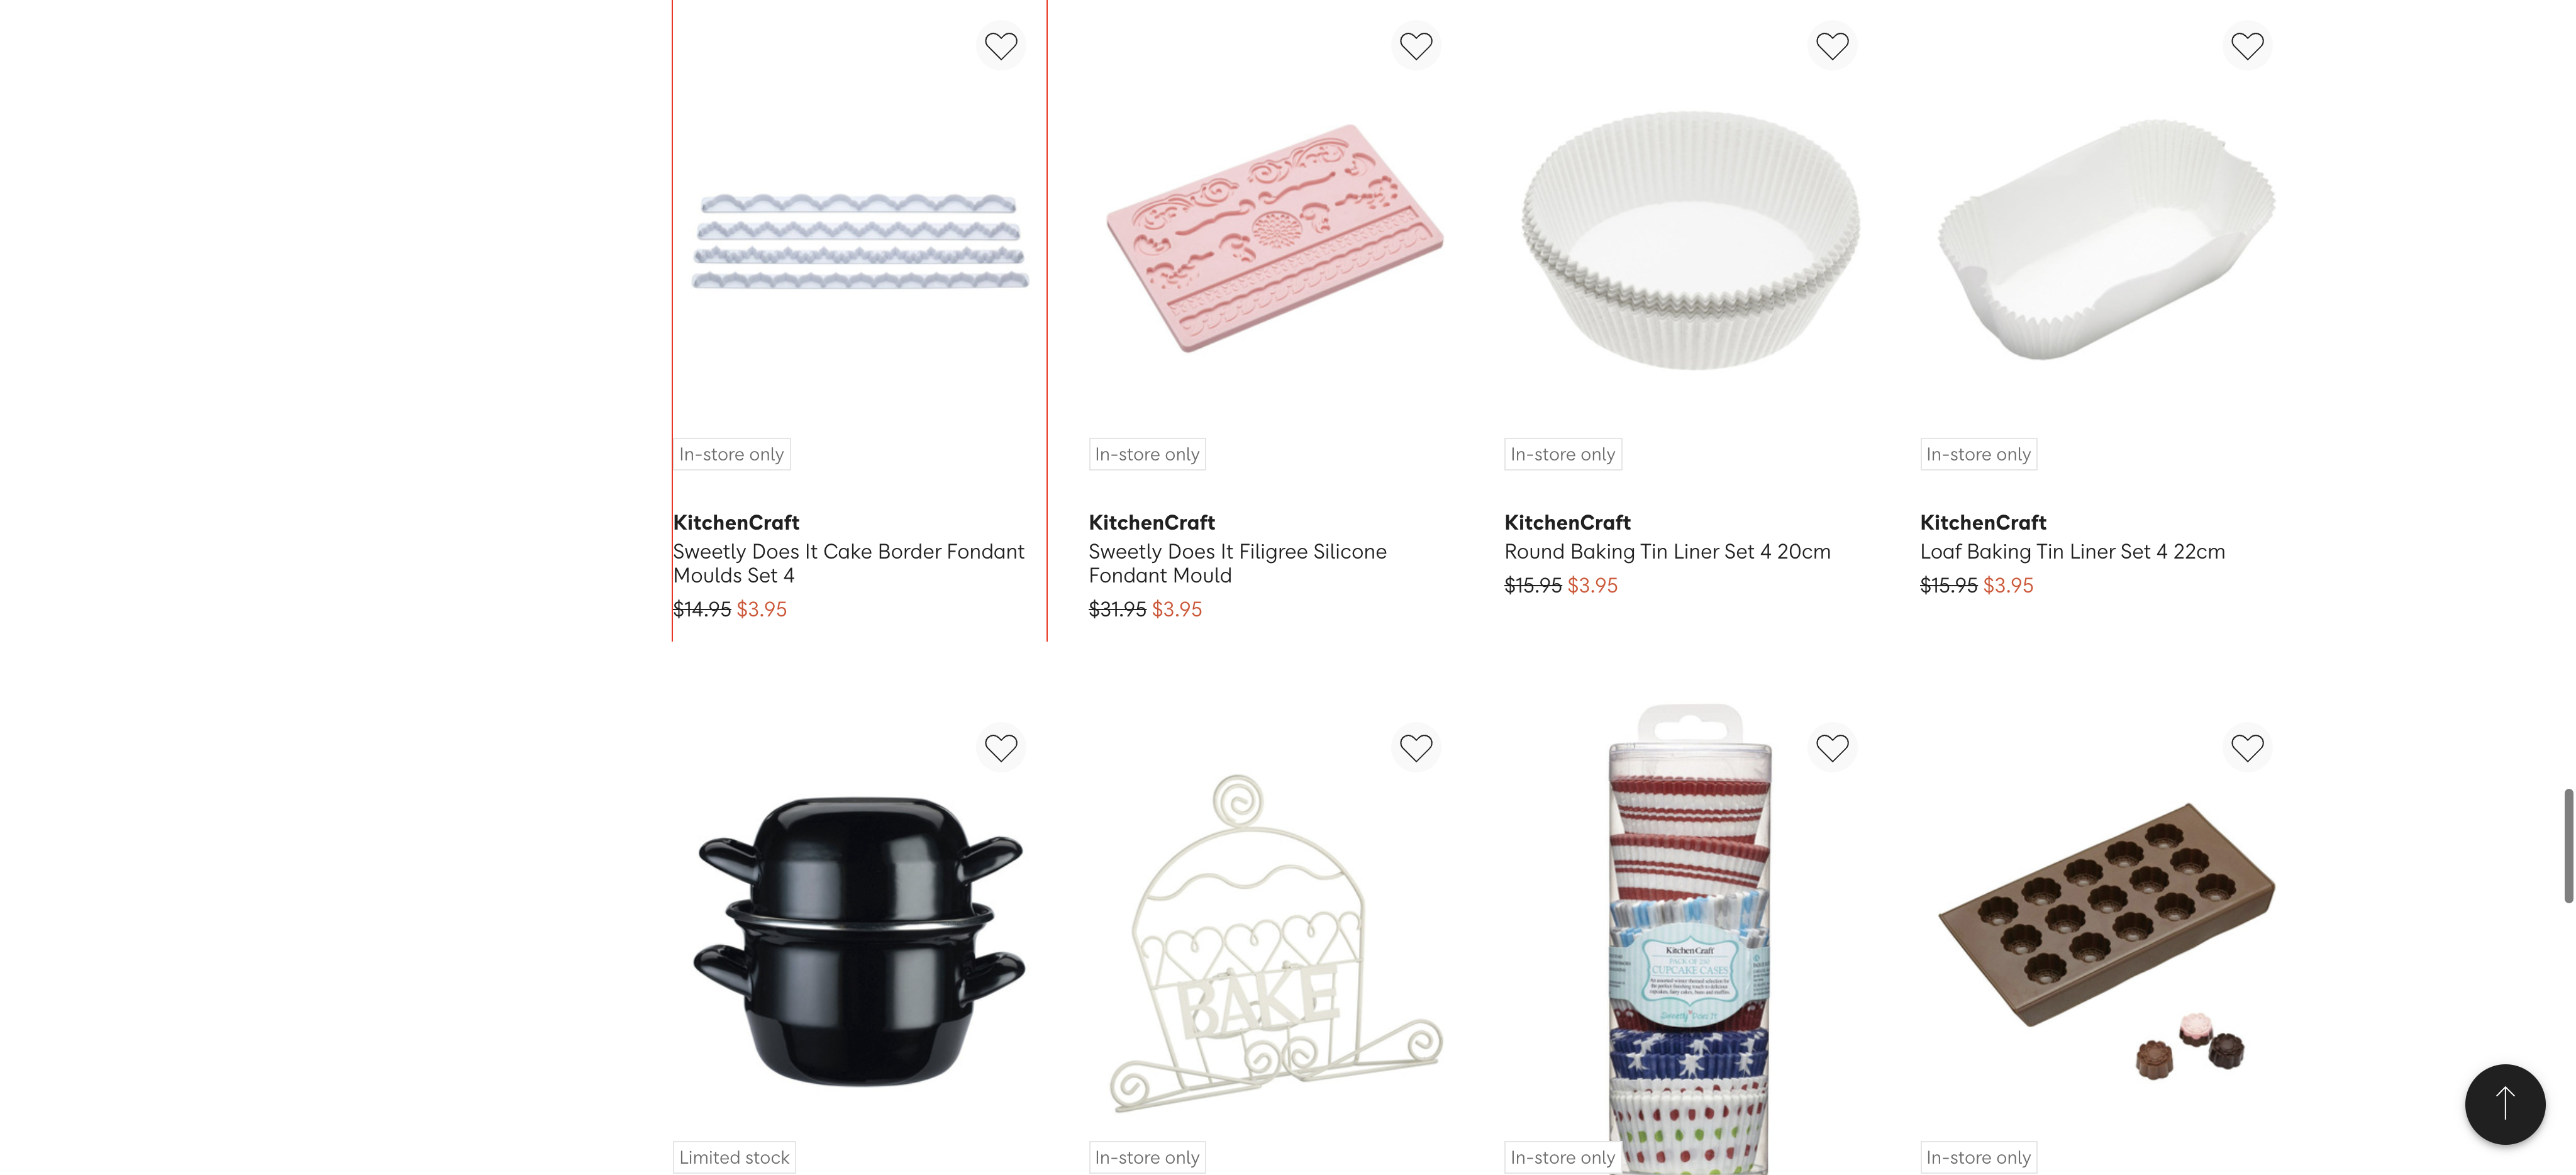 In-store only
In-store only
In-store only
In-store only
KitchenCraft
Sweetly Does It Cake Border Fondant
Moulds Set 4
$14.95 $3.95
KitchenCraft
Sweetly Does It Filigree Silicone
Fondant Mould
$31.95 $3.95
KitchenCraft
Round Baking Tin Liner Set 4 20cm
$15.95 $3.95
KitchenCraft
Loaf Baking Tin Liner Set 4 22cm
$15.95 $3.95
BAKE
KitchenCraft
PACK OF 250
CUPCAKE CASES
Sweetly Does It
Limited stock
In-store only
In-store only
In-store only